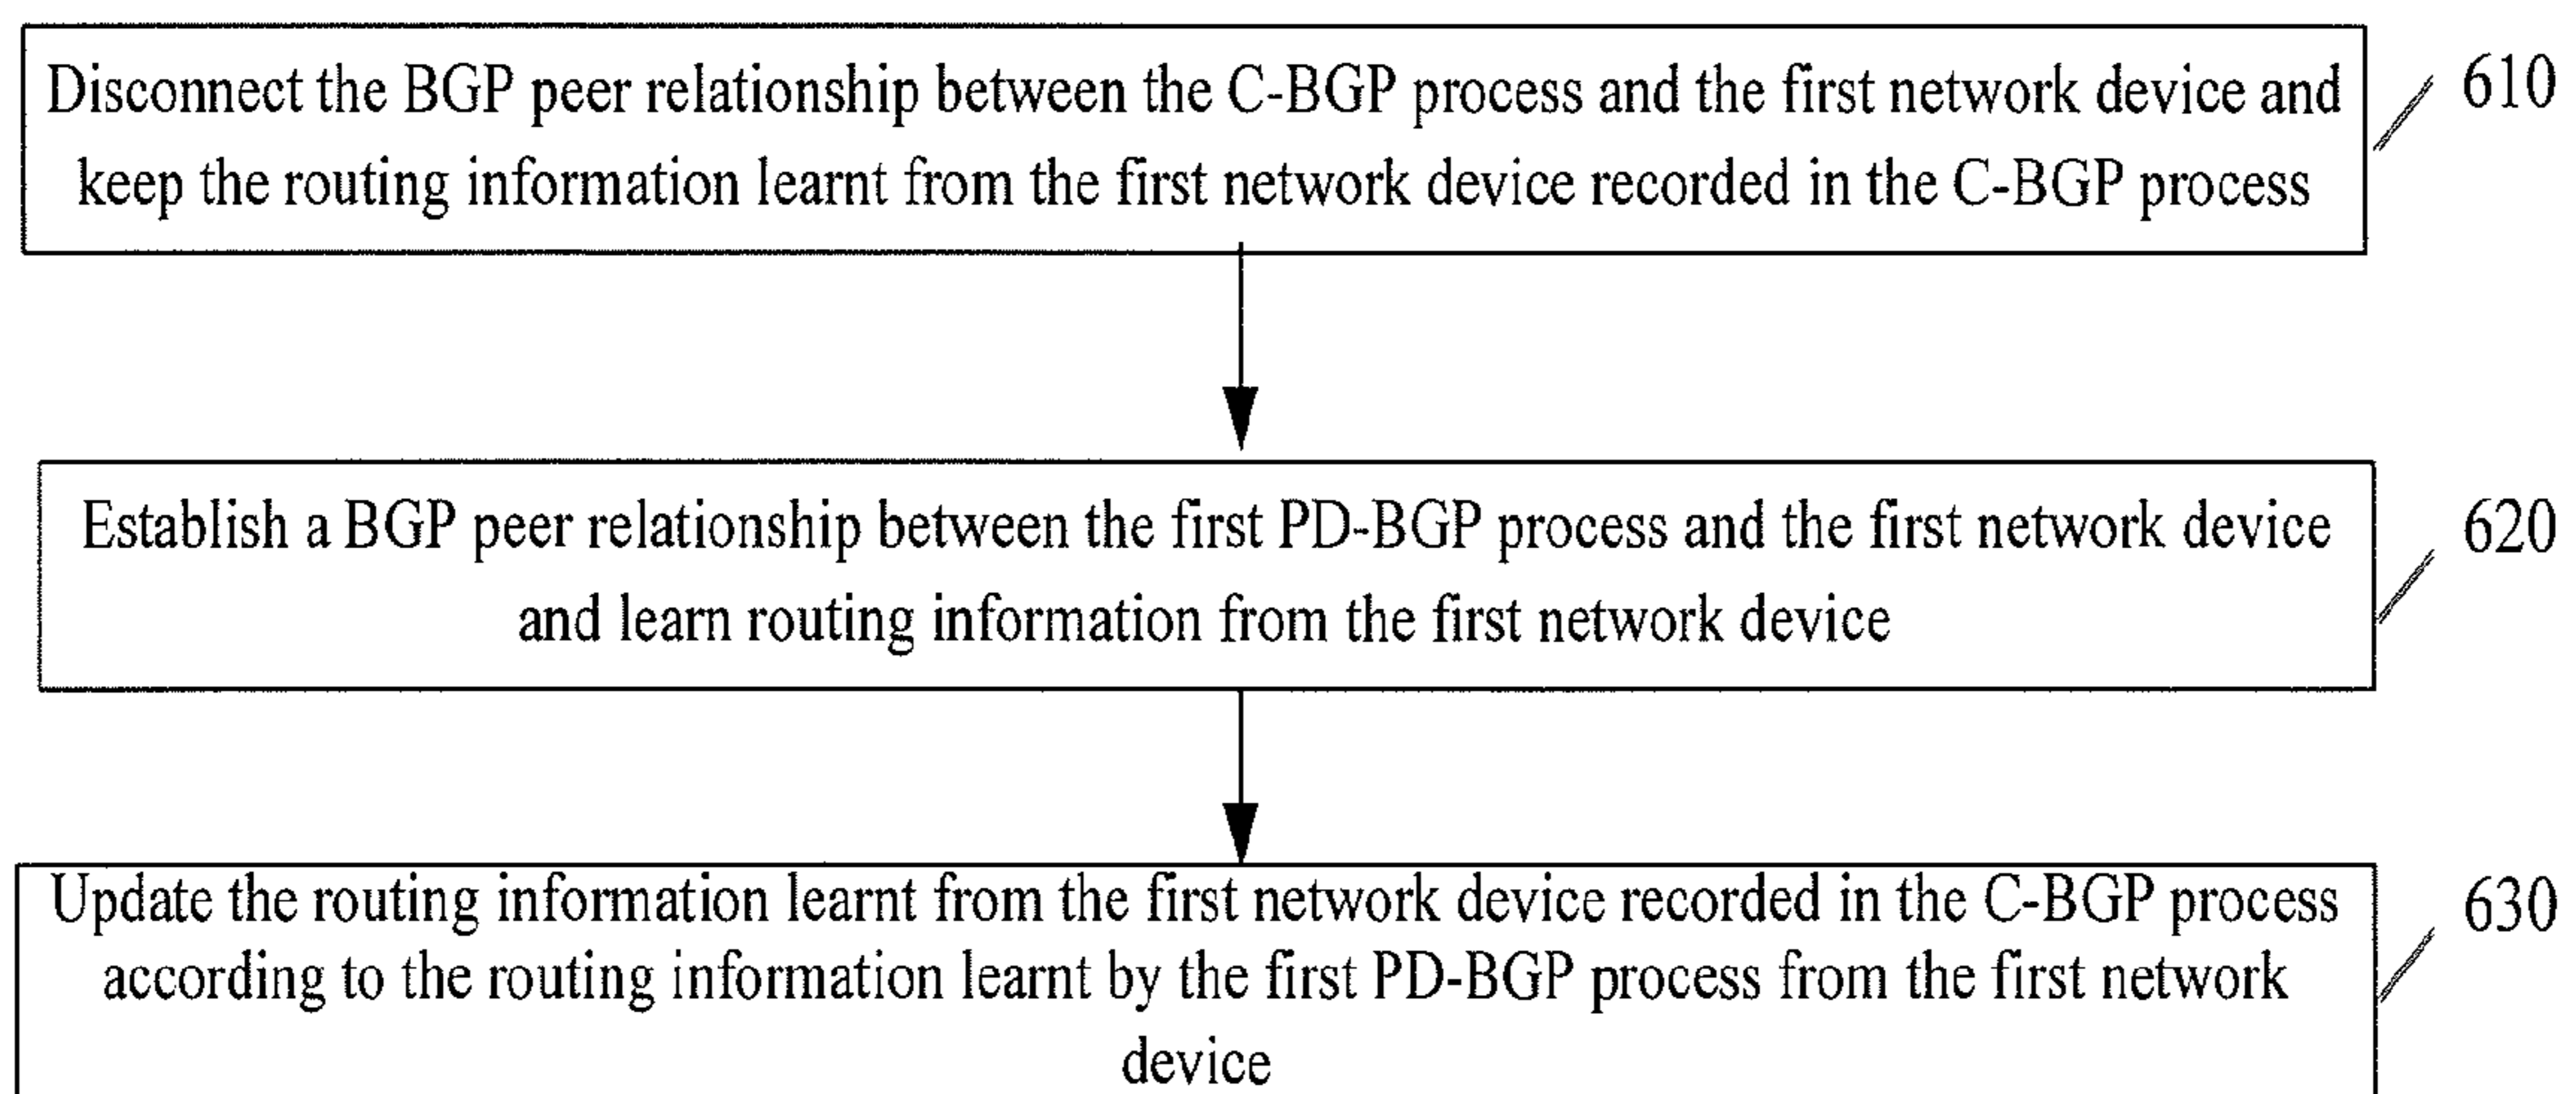 Disconnect the BGP peer relationship between the C-BGP process and the first network device and
keep the routing information learnt from the first network device recorded in the C-BGP process
610
Establish a BGP peer relationship between the first PD-BGP process and the first network device
and learn routing information from the first network device
620
Update the routing information learnt from the first network device recorded in the C-BGP process
according to the routing information learnt by the first PD-BGP process from the first network
device
630